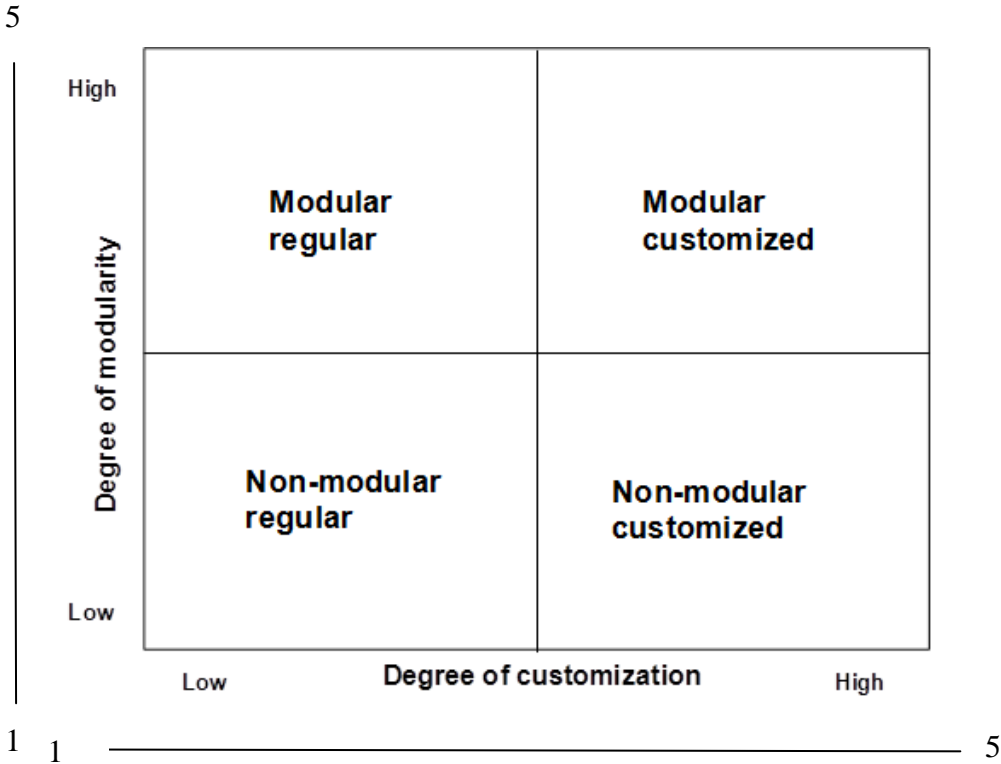 5
High
Modular
regular
Modular
customized
Degree of modularity
Non-modular
regular
Non-modular
customized
Low
Low
Degree of customization
High
1
1
5